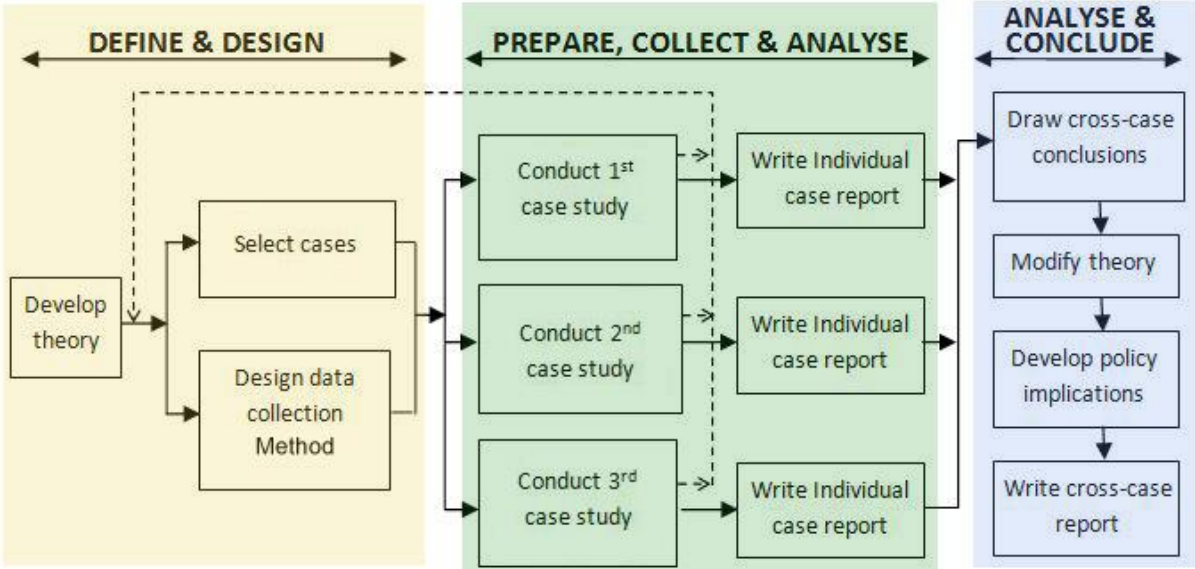 DEFINE & DESIGN
PREPARE, COLLECT & ANALYSE
ANALYSE &
CONCLUDE
Develop
theory
Select cases
Design data
collection
Method
Conduct 1st
case study
Conduct 2nd
case study
Conduct 3rd
case study
Write Individual
case report
Write Individual
case report
Write Individual
case report
Draw cross-case
conclusions
Modify theory
Develop policy
implications
Write cross-case
report